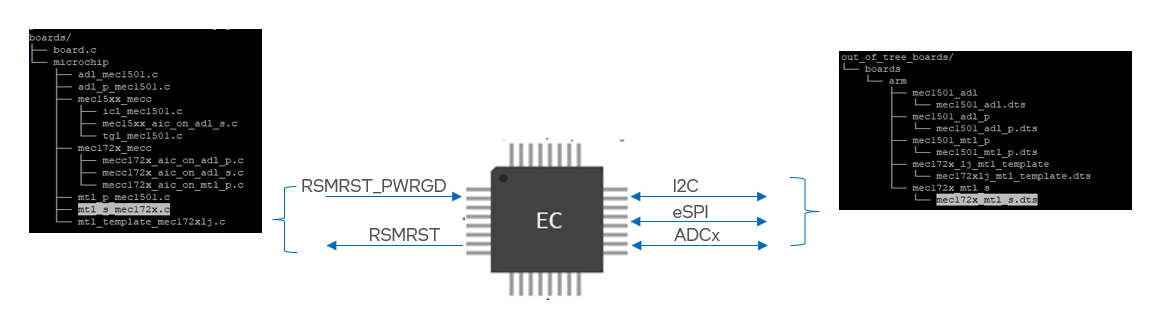 boards/
├── board.c
└── microchip
├── adl_mec1501.c
├── adl_p_mec1501.c
├── mec15xx_mecc
│ ├── icl_mec1501.c
│ ├── mec15xx_aic_on_adl_s.c
│ └── tgl_mec1501.c
├── mec172x_mecc
│ ├── mecc172x_aic_on_adl_p.c
│ ├── mecc172x_aic_on_adl_s.c
│ └── mecc172x_aic_on_mtl_p.c
├── mtl_p_mec1501.c
├── mtl_s_mec172x.c
└── mtl_template_mec172xlj.c
RSMRST_PWRGD
RSMRST
EC
I2C
eSPI
ADCx
out_of_tree_boards/
└── boards
└── arm
├── mec1501_adl
│ └── mec1501_adl.dts
├── mec1501_adl_p
│ └── mec1501_adl_p.dts
├── mec1501_mtl_p
│ └── mec1501_mtl_p.dts
├── mec172x_lj_mtl_template
│ └── mec172xlj_mtl_template.dts
└── mec172x_mtl_s
└── mec172x_mtl_s.dts